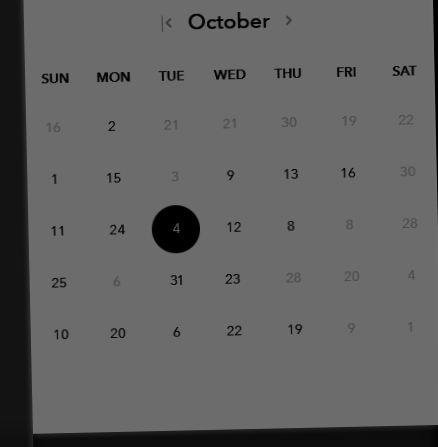 |‹ October ›
SUN MON TUE WED THU FRI SAT
16 2 21 21 30 19 22
1 15 3 9 13 16 30
11 24 4 12 8 8 28
25 6 31 23 28 20 4
10 20 6 22 19 9 1